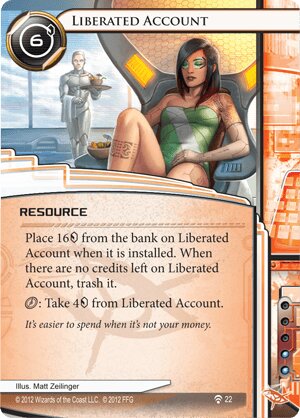 LIBERATED ACCOUNT
6
RESOURCE
Place 16 from the bank on Liberated
Account when it is installed. When
there are no credits left on Liberated
Account, trash it.
: Take 4 from Liberated Account.
It's easier to spend when it's not your money.
Illus. Matt Zeilinger
© 2012 Wizards of the Coast LLC. © 2012 FFG
22